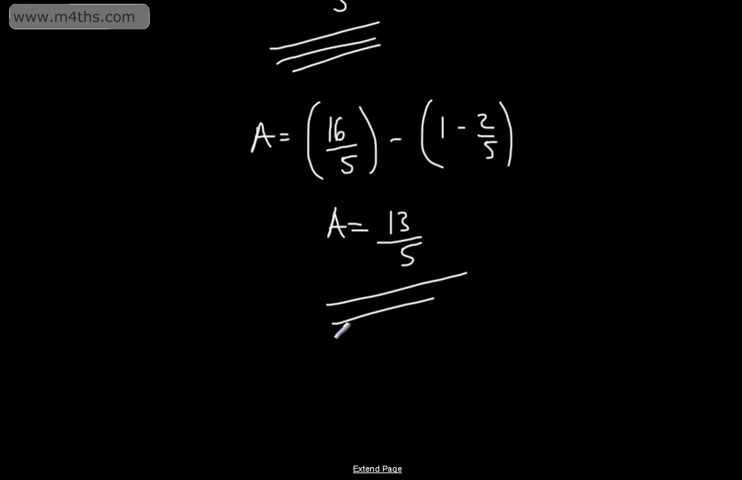 www.m4ths.com
A = (16/5) - (1 - 2/5)
A = 13/5
Extend Page